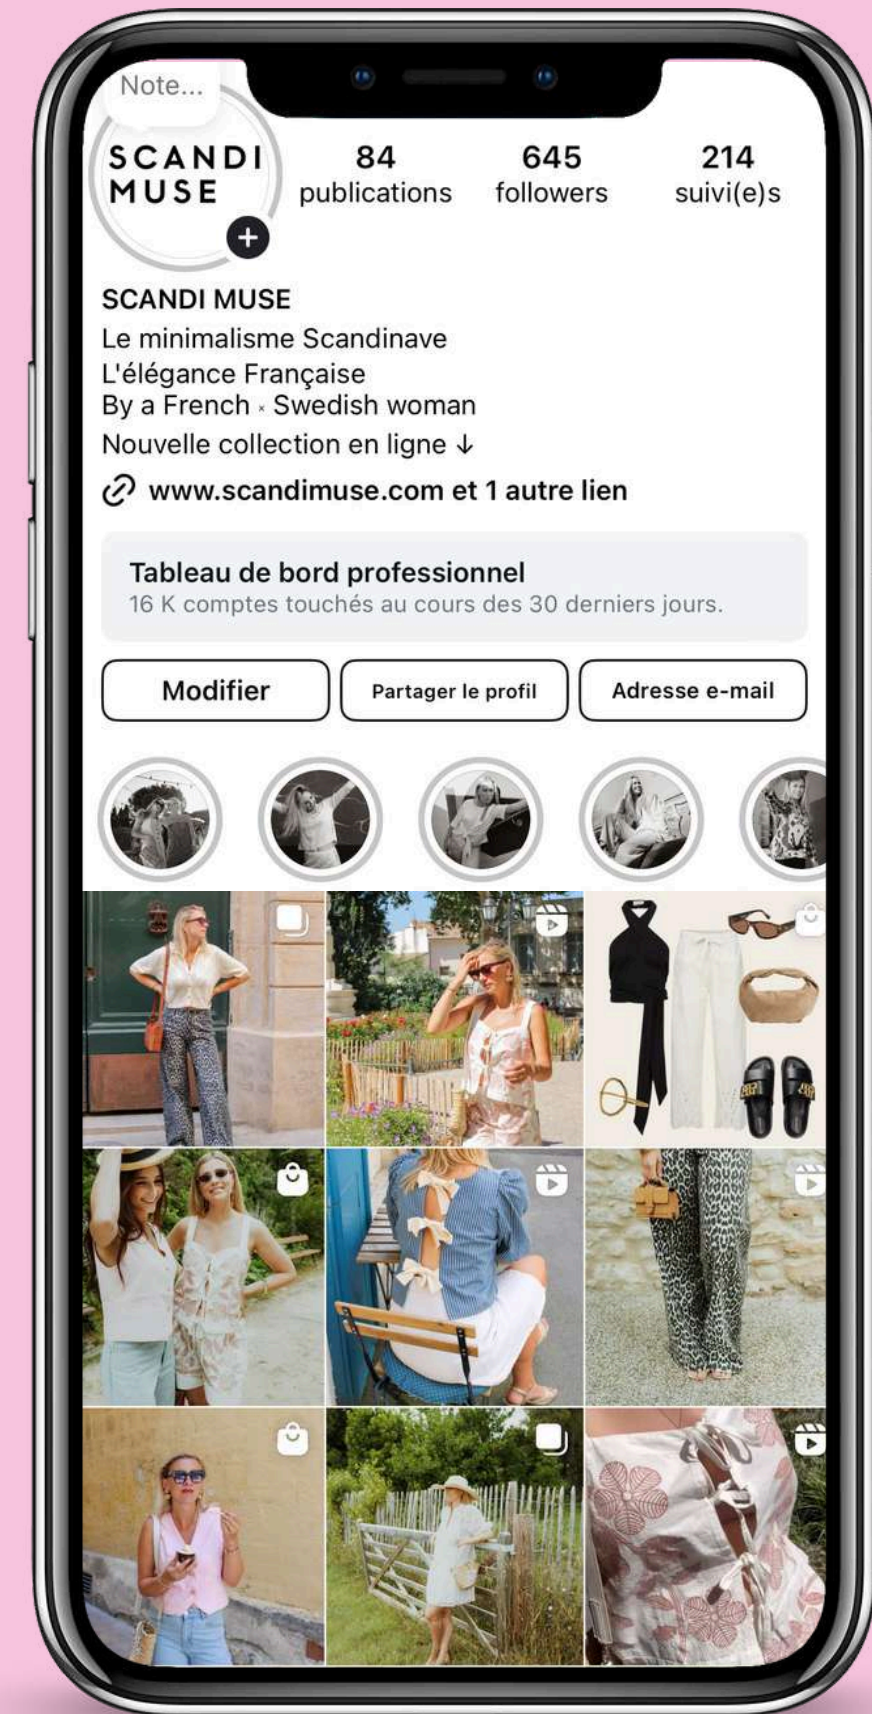 Note...
SCANDI
MUSE
84
publications
645
followers
214
suivi(e)s
SCANDI MUSE
Le minimalisme Scandinave
L'élégance Française
By a French × Swedish woman
Nouvelle collection en ligne ↓
www.scandimuse.com et 1 autre lien
Tableau de bord professionnel
16 K comptes touchés au cours des 30 derniers jours.
Modifier
Partager le profil
Adresse e-mail